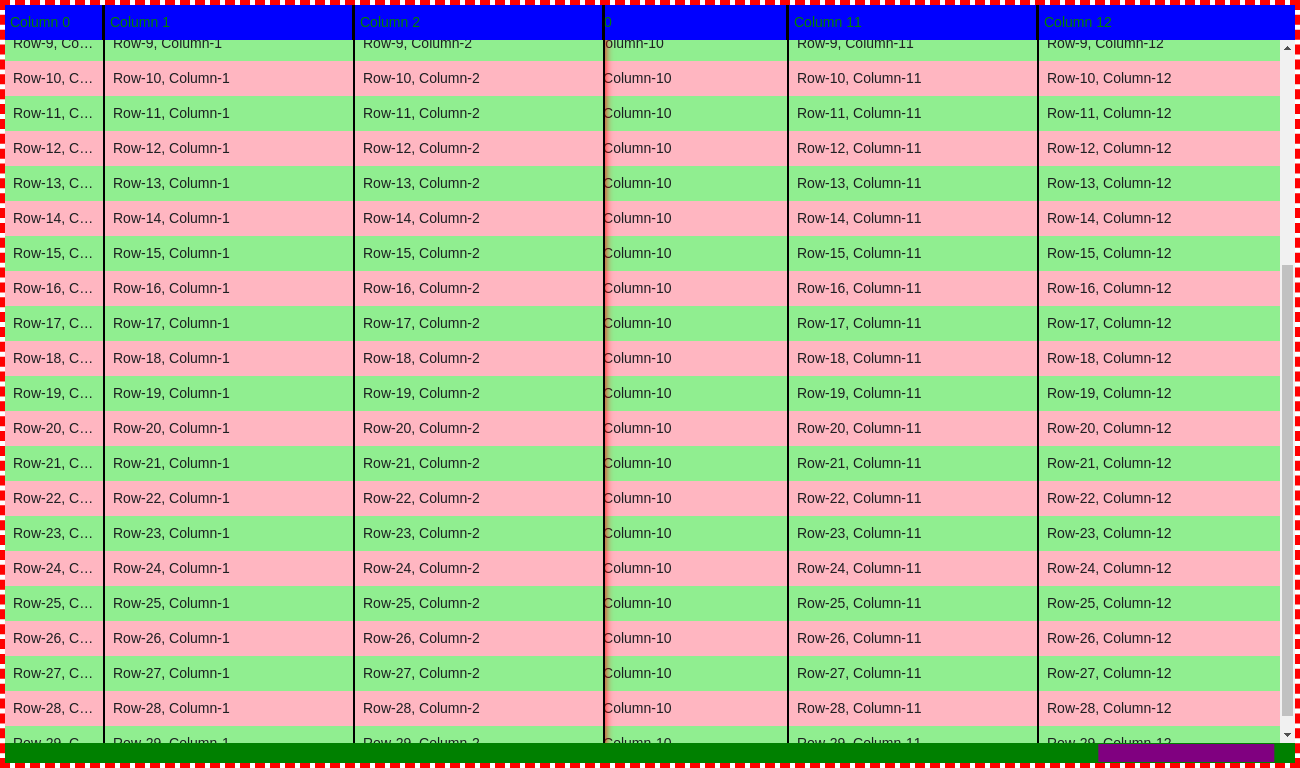 Column 0 Column 1 Column 2 0 Column 11 Column 12
Row-9, Co… Row-9, Column-1 Row-9, Column-2 olumn-10 Row-9, Column-11 Row-9, Column-12
Row-10, C… Row-10, Column-1 Row-10, Column-2 Column-10 Row-10, Column-11 Row-10, Column-12
Row-11, C… Row-11, Column-1 Row-11, Column-2 Column-10 Row-11, Column-11 Row-11, Column-12
Row-12, C… Row-12, Column-1 Row-12, Column-2 Column-10 Row-12, Column-11 Row-12, Column-12
Row-13, C… Row-13, Column-1 Row-13, Column-2 Column-10 Row-13, Column-11 Row-13, Column-12
Row-14, C… Row-14, Column-1 Row-14, Column-2 Column-10 Row-14, Column-11 Row-14, Column-12
Row-15, C… Row-15, Column-1 Row-15, Column-2 Column-10 Row-15, Column-11 Row-15, Column-12
Row-16, C… Row-16, Column-1 Row-16, Column-2 Column-10 Row-16, Column-11 Row-16, Column-12
Row-17, C… Row-17, Column-1 Row-17, Column-2 Column-10 Row-17, Column-11 Row-17, Column-12
Row-18, C… Row-18, Column-1 Row-18, Column-2 Column-10 Row-18, Column-11 Row-18, Column-12
Row-19, C… Row-19, Column-1 Row-19, Column-2 Column-10 Row-19, Column-11 Row-19, Column-12
Row-20, C… Row-20, Column-1 Row-20, Column-2 Column-10 Row-20, Column-11 Row-20, Column-12
Row-21, C… Row-21, Column-1 Row-21, Column-2 Column-10 Row-21, Column-11 Row-21, Column-12
Row-22, C… Row-22, Column-1 Row-22, Column-2 Column-10 Row-22, Column-11 Row-22, Column-12
Row-23, C… Row-23, Column-1 Row-23, Column-2 Column-10 Row-23, Column-11 Row-23, Column-12
Row-24, C… Row-24, Column-1 Row-24, Column-2 Column-10 Row-24, Column-11 Row-24, Column-12
Row-25, C… Row-25, Column-1 Row-25, Column-2 Column-10 Row-25, Column-11 Row-25, Column-12
Row-26, C… Row-26, Column-1 Row-26, Column-2 Column-10 Row-26, Column-11 Row-26, Column-12
Row-27, C… Row-27, Column-1 Row-27, Column-2 Column-10 Row-27, Column-11 Row-27, Column-12
Row-28, C… Row-28, Column-1 Row-28, Column-2 Column-10 Row-28, Column-11 Row-28, Column-12
Row-29, C… Row-29, Column-1 Row-29, Column-2 Column-10 Row-29, Column-11 Row-29, Column-12